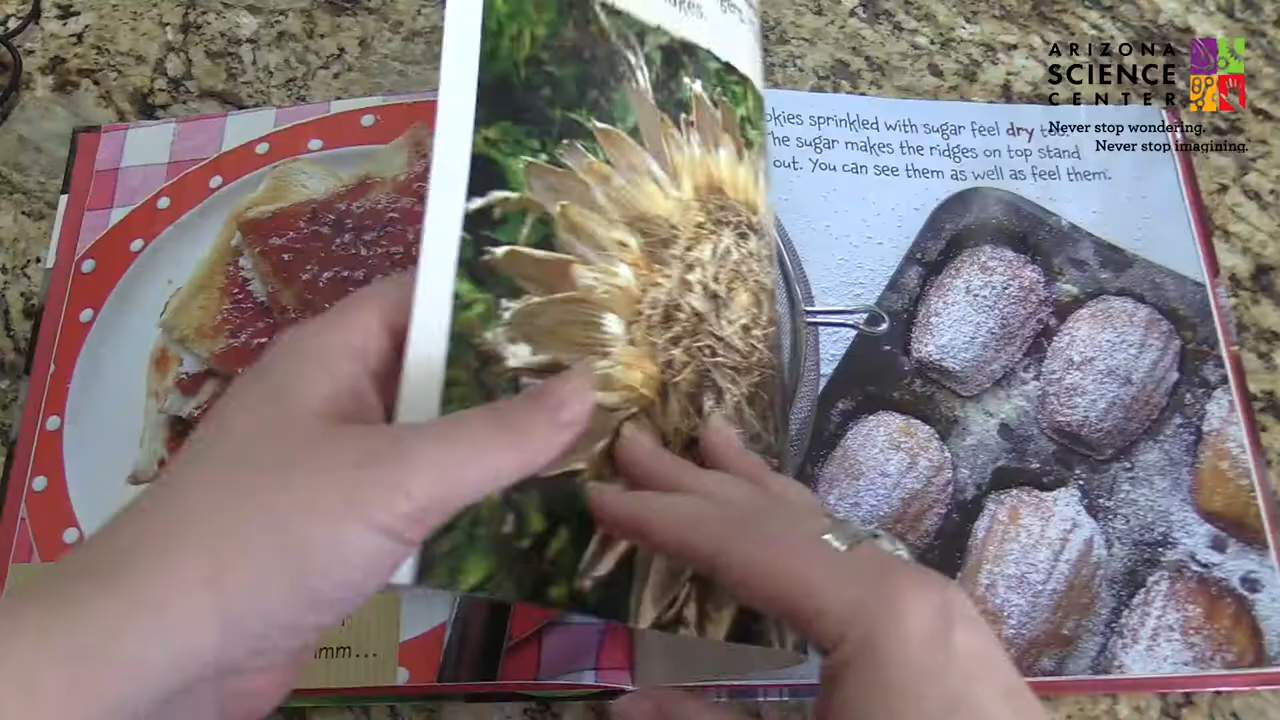 ARIZONA
SCIENCE
CENTER
Never stop wondering.
Never stop imagining.
okies sprinkled with sugar feel dry too.
he sugar makes the ridges on top stand
out. You can see them as well as feel them.
mm...